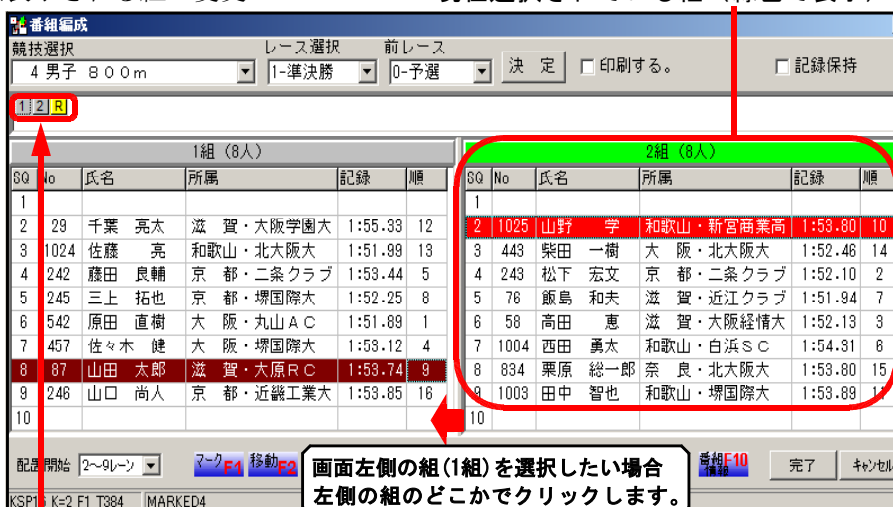 番組編成
競技選択 レース選択 前レース
4 男子 ８００ｍ 1-準決勝 0-予選 決 定 印刷する。 記録保持
1 2 R
1組 (8人) 2組 (8人)
SQ No 氏名 所属 記録 順 SQ No 氏名 所属 記録 順
1 1
2 29 千葉 亮太 滋 賀・大阪学園大 1:55.33 12 2 1025 山野 学 和歌山・新宮商業高 1:53.80 10
3 1024 佐藤 亮 和歌山・北大阪大 1:51.99 13 3 443 柴田 一樹 大 阪・北大阪大 1:52.46 14
4 242 藤田 良輔 京 都・二条クラブ 1:53.44 5 4 243 松下 宏文 京 都・二条クラブ 1:52.10 2
5 245 三上 拓也 京 都・堺国際大 1:52.25 8 5 76 飯島 和夫 滋 賀・近江クラブ 1:51.94 7
6 542 原田 直樹 大 阪・丸山ＡＣ 1:51.89 1 6 58 高田 恵 滋 賀・大阪経情大 1:52.13 3
7 457 佐々木 健 大 阪・堺国際大 1:53.12 4 7 1004 西田 勇太 和歌山・白浜ＳＣ 1:54.31 6
8 87 山田 太郎 滋 賀・大原ＲＣ 1:53.74 9 8 834 栗原 総一郎 奈 良・北大阪大 1:53.80 15
9 246 山口 尚人 京 都・近畿工業大 1:53.85 16 9 1003 田中 智也 和歌山・堺国際大 1:53.89
10 10
配置開始 2～9レーン マークF1 移動F2 番組情報F10 完了 キャンセル
画面左側の組(1組)を選択したい場合
左側の組のどこかでクリックします。
KSP16 K=2 F1 T384 MARKED4